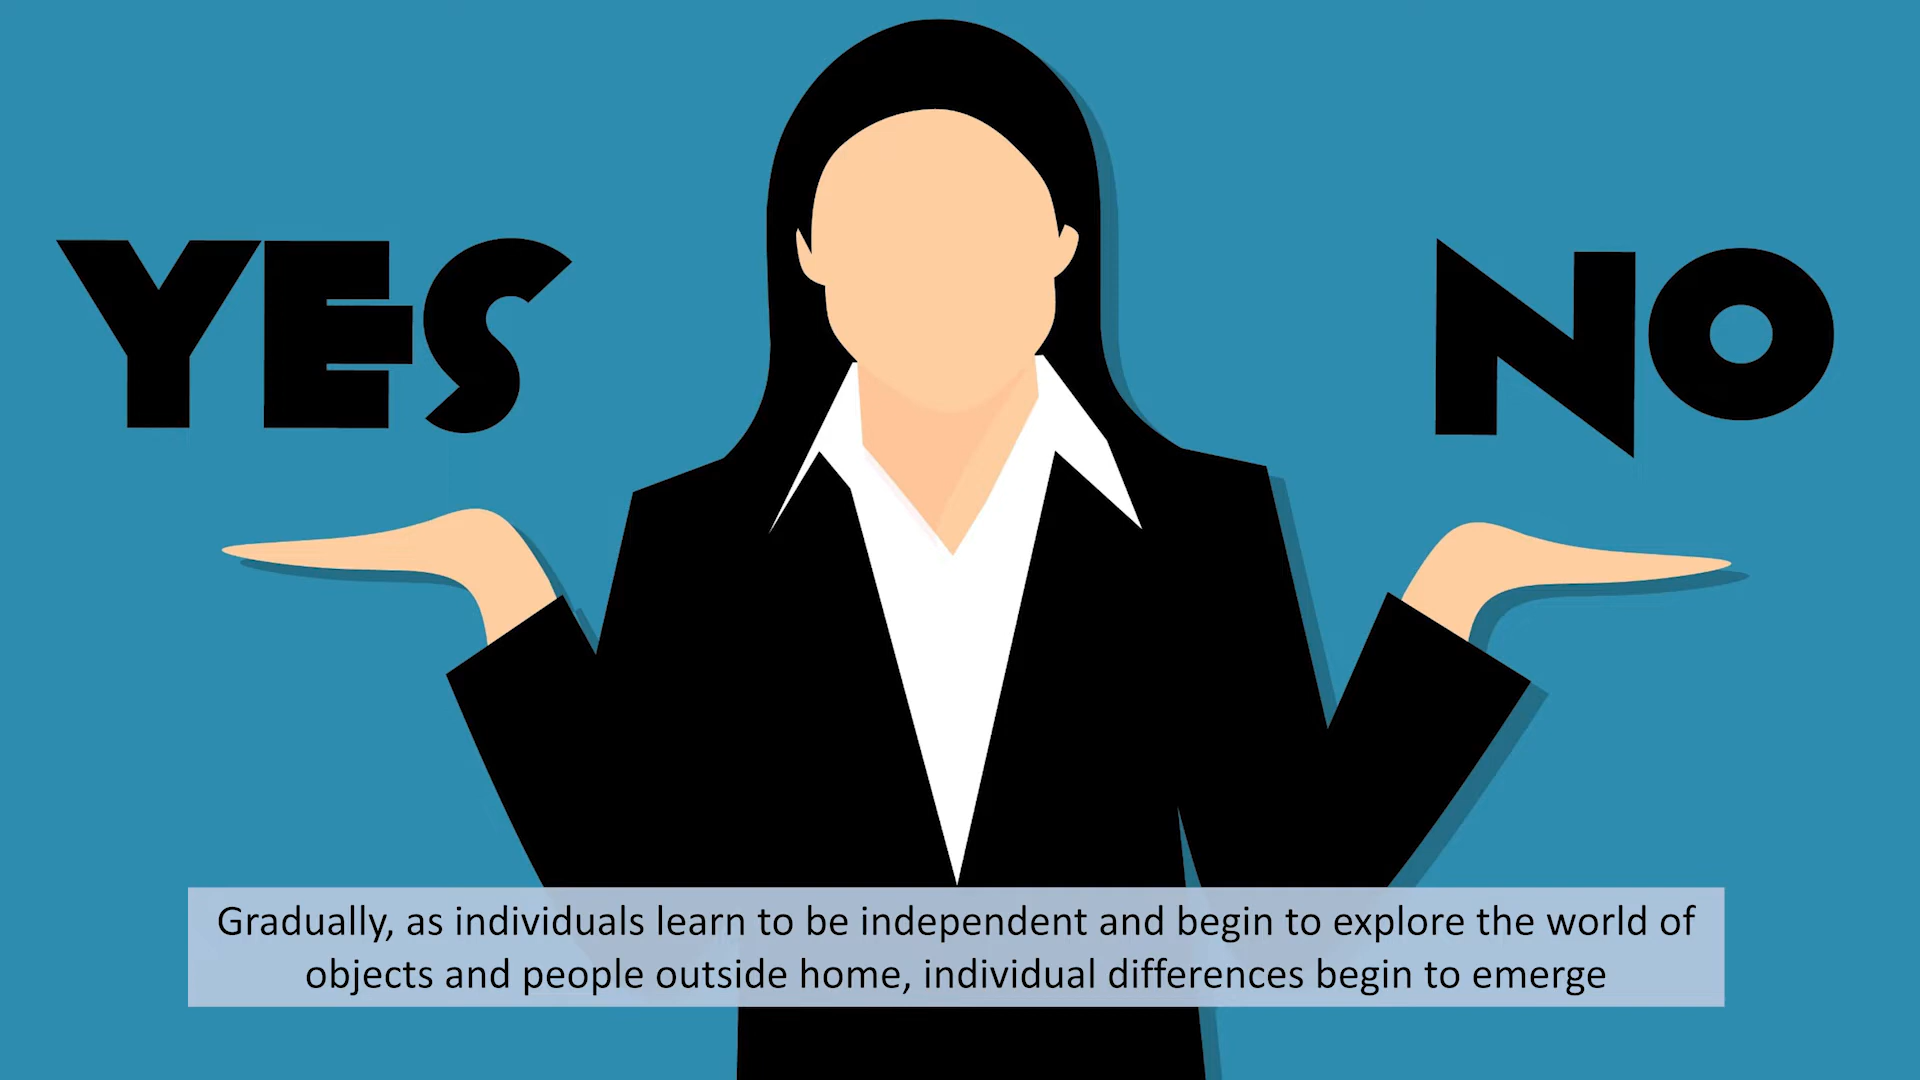 YES
NO
Gradually, as individuals learn to be independent and begin to explore the world of
objects and people outside home, individual differences begin to emerge